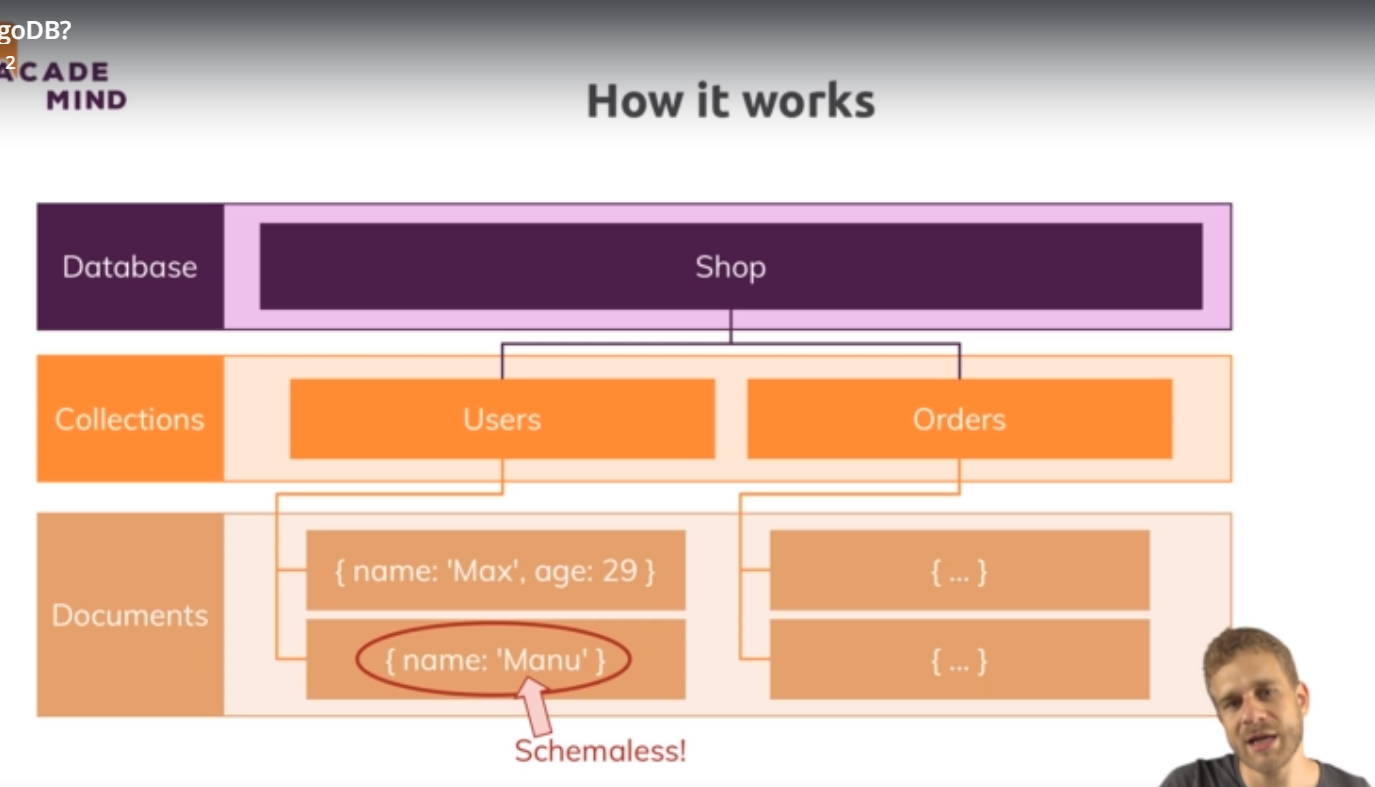 goDB?
2
ACADE
MIND
How it works
Database
Shop
Collections
Users
Orders
Documents
{ name: 'Max', age: 29 }
{ ... }
{ name: 'Manu' }
{ ... }
Schemaless!